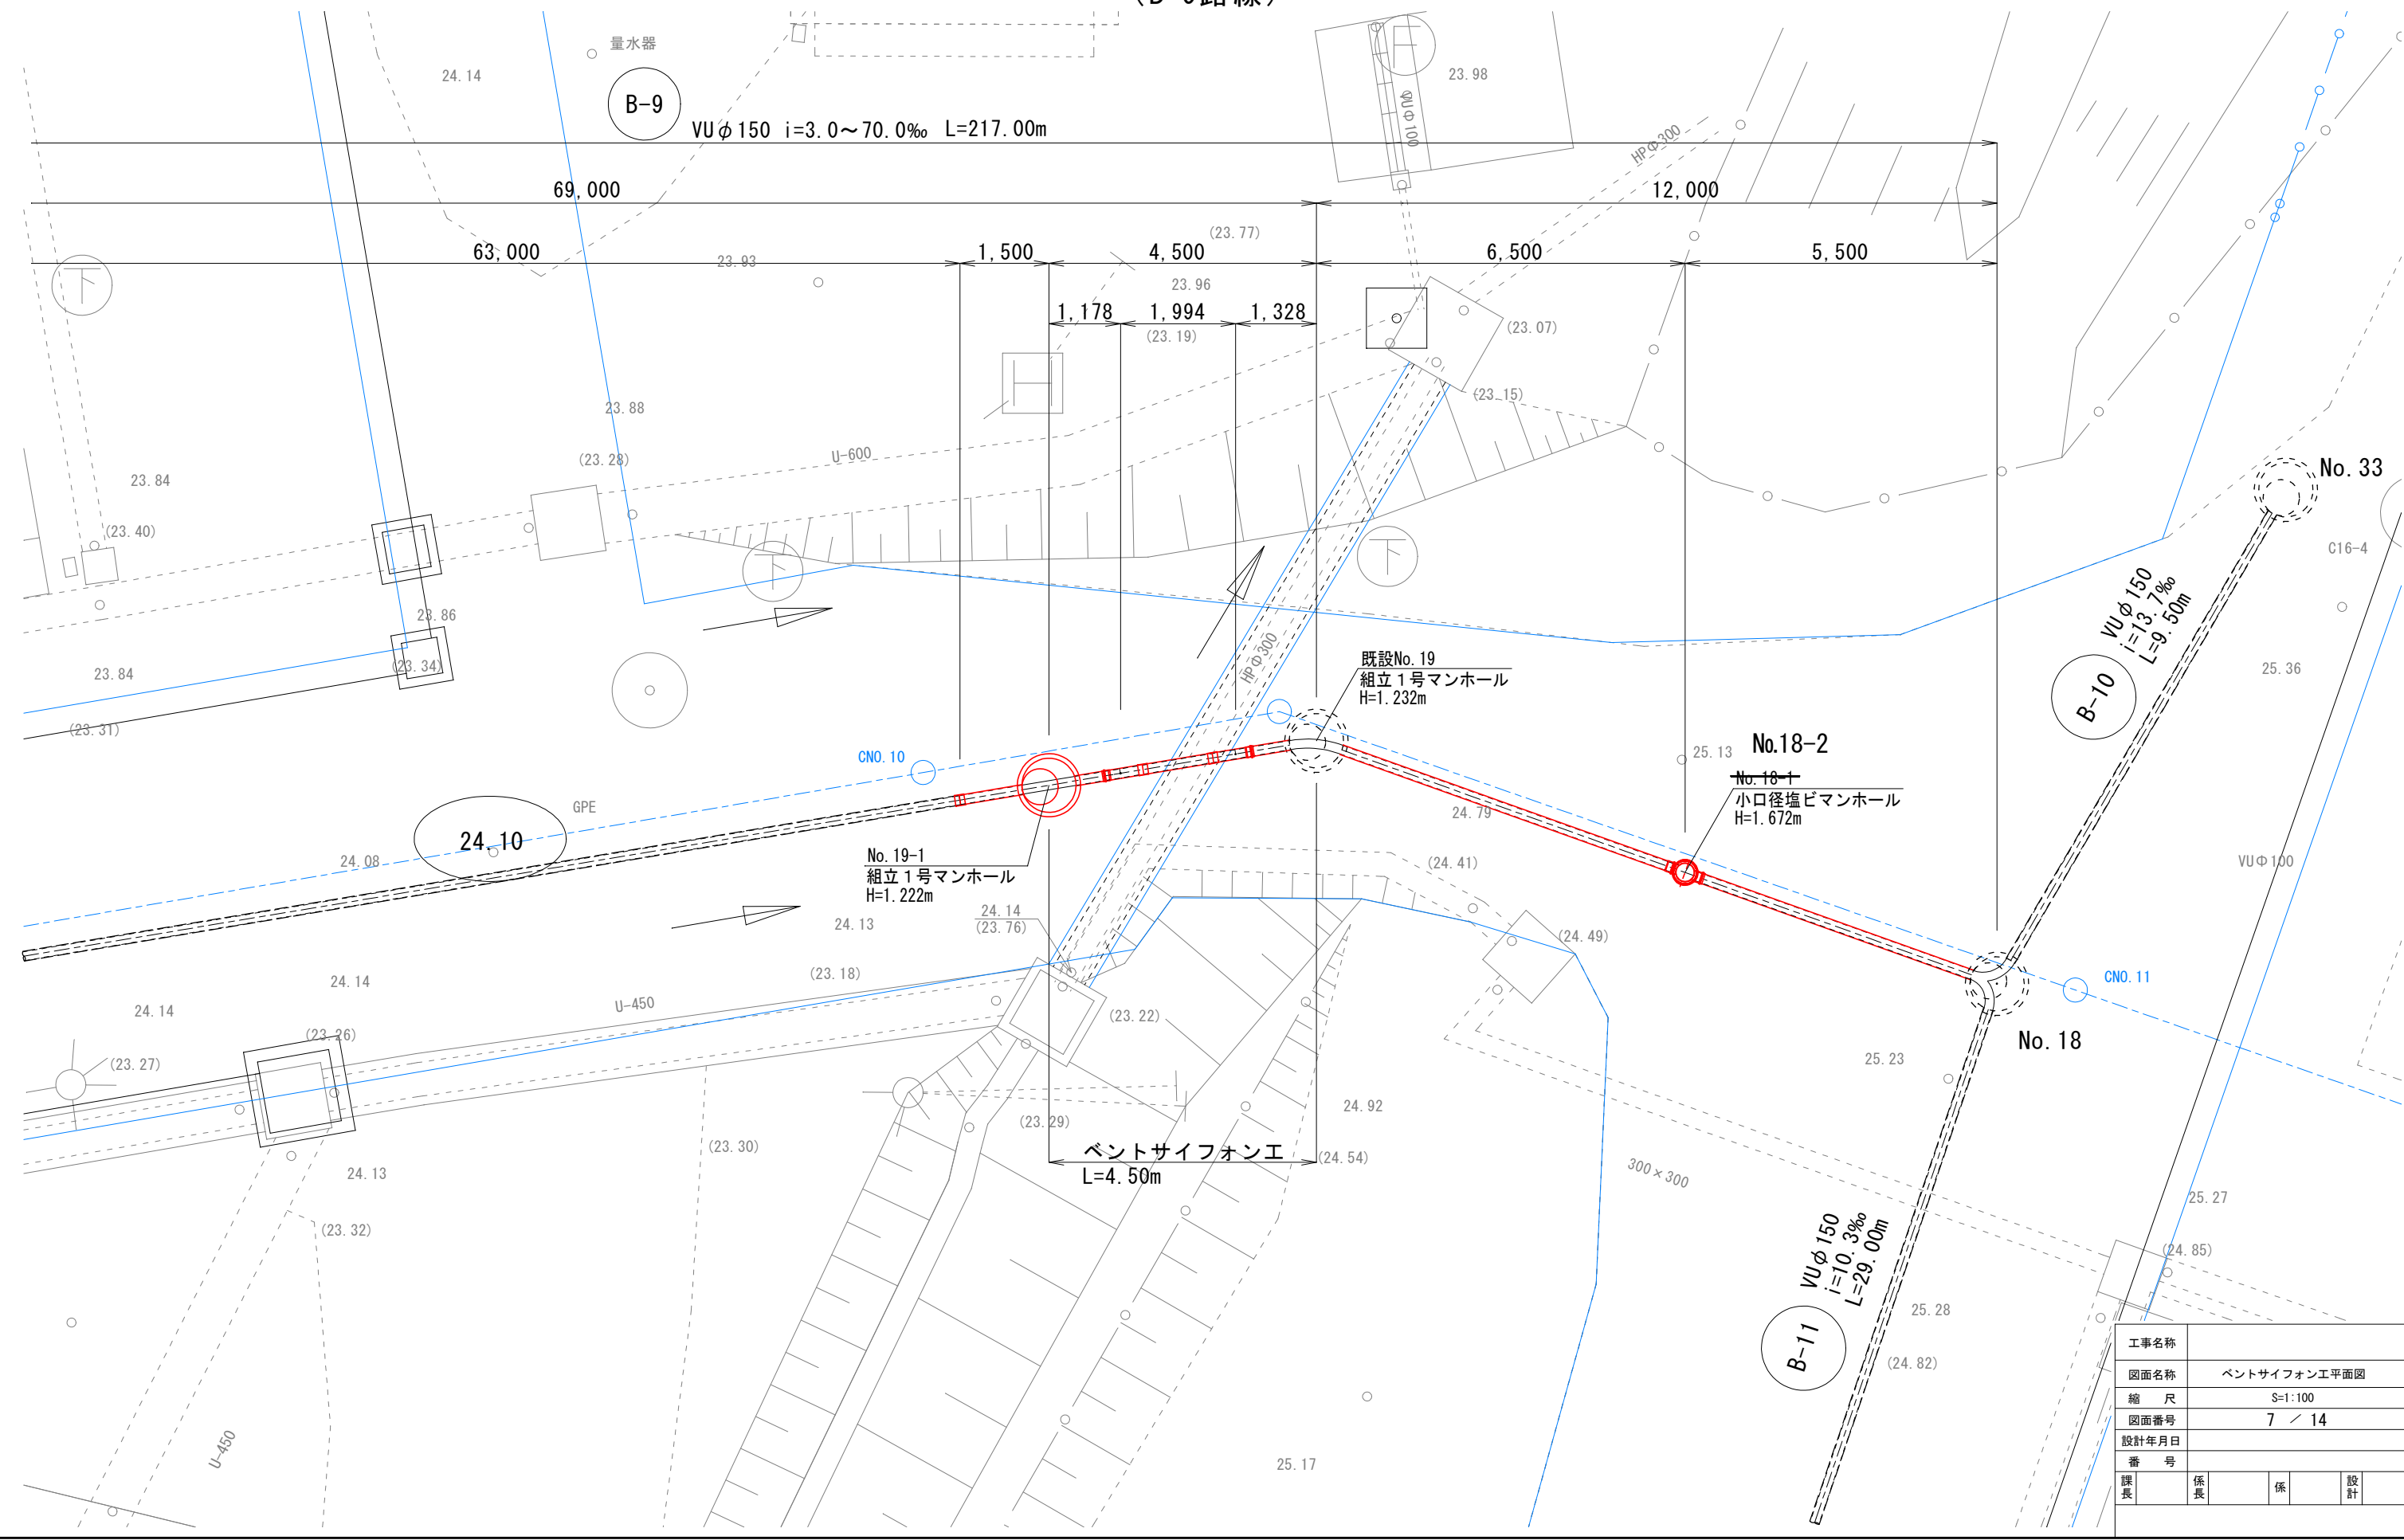 量水器
24.14
B-9
VUφ150 i=3.0～70.0‰ L=217.00m
23.98
VUΦ100
HPΦ300
69,000
12,000
(23.77)
63,000
1,500
4,500
6,500
5,500
23.93
下
23.96
1,178
1,994
1,328
(23.19)
(23.07)
H
(23.15)
23.88
U-600
(23.28)
23.84
(23.40)
No.33
C16-4
下
下
VUφ150
i=13.7‰
L=9.50m
23.86
(23.34)
23.84
HPΦ300
既設No.19
組立1号マンホール
H=1.232m
25.36
B-10
(23.31)
CNO.10
25.13
No.18-2
No.18-1
小口径塩ビマンホール
H=1.672m
GPE
24.79
24.10
24.08
No.19-1
組立1号マンホール
H=1.222m
(24.41)
VUΦ100
24.14
(23.76)
24.13
(24.49)
(23.18)
CNO.11
24.14
24.14
U-450
(23.22)
(23.26)
No.18
(23.27)
25.23
24.92
(23.29)
(23.30)
ベントサイフォン工
L=4.50m
(24.54)
24.13
300×300
25.27
(23.32)
VUφ150
i=10.3‰
L=29.00m
(24.85)
25.28
B-11
(24.82)
U-450
25.17
工事名称
図面名称 ベントサイフォン工平面図
縮 尺 S=1:100
図面番号 7 ／ 14
設計年月日
番 号
課長 係長 係 設計